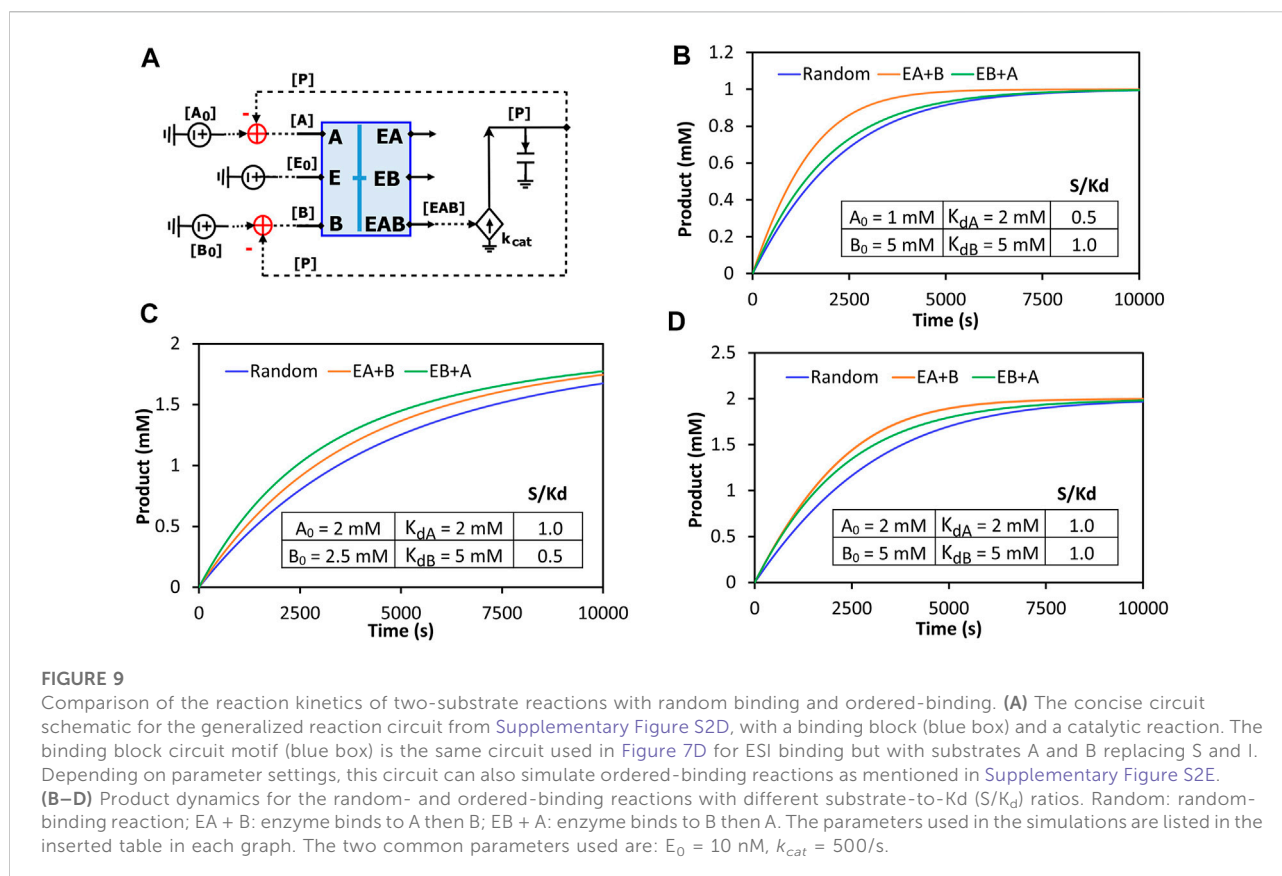 A
[P]
[A₀]
-
[A]
A
EA
[E₀]
E
EB
[B]
B
EAB
[EAB]
[P]
k_cat
[B₀]
-
[P]
B
Product (mM)
1.2
1
0.8
0.6
0.4
0.2
0
Random EA+B EB+A
S/Kd
A₀ = 1 mM K_dA = 2 mM 0.5
B₀ = 5 mM K_dB = 5 mM 1.0
0 2500 5000 7500 10000
Time (s)
C
Product (mM)
2
1.5
1
0.5
0
Random EA+B EB+A
S/Kd
A₀ = 2 mM K_dA = 2 mM 1.0
B₀ = 2.5 mM K_dB = 5 mM 0.5
0 2500 5000 7500 10000
Time (s)
D
Product (mM)
2.5
2
1.5
1
0.5
0
Random EA+B EB+A
S/Kd
A₀ = 2 mM K_dA = 2 mM 1.0
B₀ = 5 mM K_dB = 5 mM 1.0
0 2500 5000 7500 10000
Time (s)
FIGURE 9
Comparison of the reaction kinetics of two-substrate reactions with random binding and ordered-binding. (A) The concise circuit
schematic for the generalized reaction circuit from Supplementary Figure S2D, with a binding block (blue box) and a catalytic reaction. The
binding block circuit motif (blue box) is the same circuit used in Figure 7D for ESI binding but with substrates A and B replacing S and I.
Depending on parameter settings, this circuit can also simulate ordered-binding reactions as mentioned in Supplementary Figure S2E.
(B–D) Product dynamics for the random- and ordered-binding reactions with different substrate-to-Kd (S/K_d) ratios. Random: random-
binding reaction; EA + B: enzyme binds to A then B; EB + A: enzyme binds to B then A. The parameters used in the simulations are listed in the
inserted table in each graph. The two common parameters used are: E₀ = 10 nM, k_cat = 500/s.